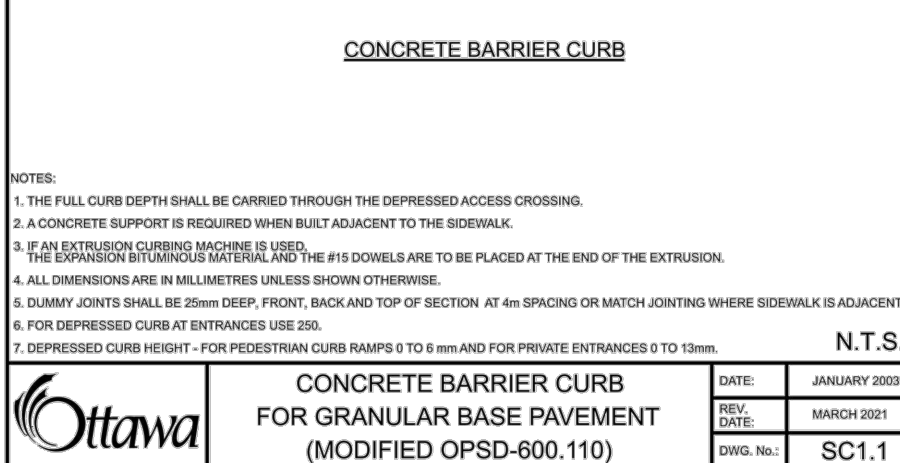 CONCRETE BARRIER CURB
NOTES:
1. THE FULL CURB DEPTH SHALL BE CARRIED THROUGH THE DEPRESSED ACCESS CROSSING.
2. A CONCRETE SUPPORT IS REQUIRED WHEN BUILT ADJACENT TO THE SIDEWALK.
3. IF AN EXTRUSION CURBING MACHINE IS USED,
THE EXPANSION BITUMINOUS MATERIAL AND THE #15 DOWELS ARE TO BE PLACED AT THE END OF THE EXTRUSION.
4. ALL DIMENSIONS ARE IN MILLIMETRES UNLESS SHOWN OTHERWISE.
5. DUMMY JOINTS SHALL BE 25mm DEEP, FRONT, BACK AND TOP OF SECTION AT 4m SPACING OR MATCH JOINTING WHERE SIDEWALK IS ADJACENT
6. FOR DEPRESSED CURB AT ENTRANCES USE 250.
7. DEPRESSED CURB HEIGHT - FOR PEDESTRIAN CURB RAMPS 0 TO 6 mm AND FOR PRIVATE ENTRANCES 0 TO 13mm.
N.T.S.
Ottawa
CONCRETE BARRIER CURB
FOR GRANULAR BASE PAVEMENT
(MODIFIED OPSD-600.110)
DATE: JANUARY 2003
REV. DATE: MARCH 2021
DWG. No.: SC1.1